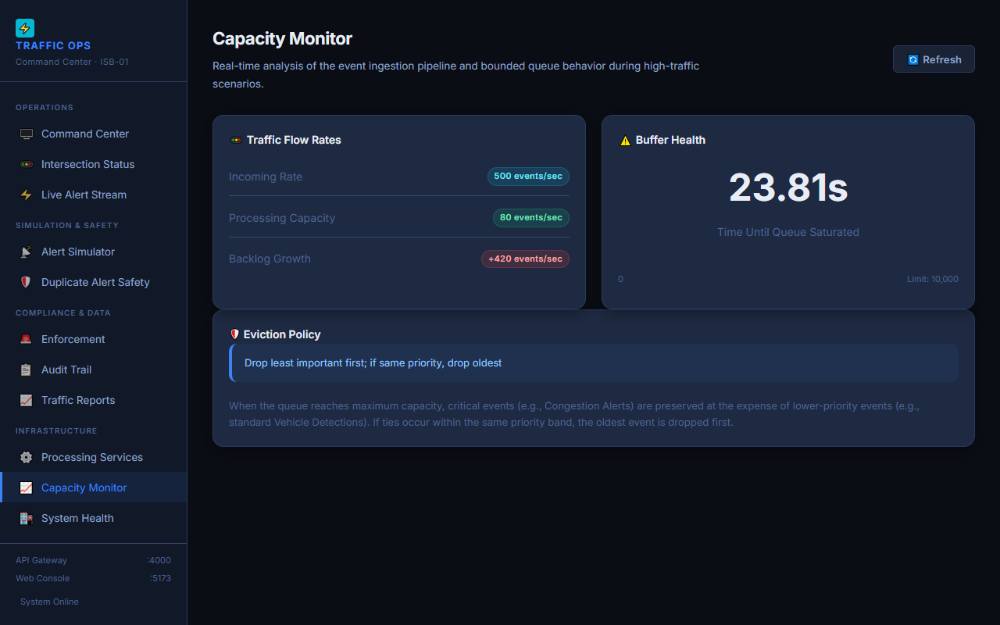 TRAFFIC OPS
Command Center · ISB-01
OPERATIONS
Command Center
Intersection Status
Live Alert Stream
SIMULATION & SAFETY
Alert Simulator
Duplicate Alert Safety
COMPLIANCE & DATA
Enforcement
Audit Trail
Traffic Reports
INFRASTRUCTURE
Processing Services
Capacity Monitor
System Health
API Gateway :4000
Web Console :5173
System Online
Capacity Monitor
Real-time analysis of the event ingestion pipeline and bounded queue behavior during high-traffic
scenarios.
Refresh
Traffic Flow Rates
Incoming Rate 500 events/sec
Processing Capacity 80 events/sec
Backlog Growth +420 events/sec
Buffer Health
23.81s
Time Until Queue Saturated
0 Limit: 10,000
Eviction Policy
Drop least important first; if same priority, drop oldest
When the queue reaches maximum capacity, critical events (e.g., Congestion Alerts) are preserved at the expense of lower-priority events (e.g.,
standard Vehicle Detections). If ties occur within the same priority band, the oldest event is dropped first.